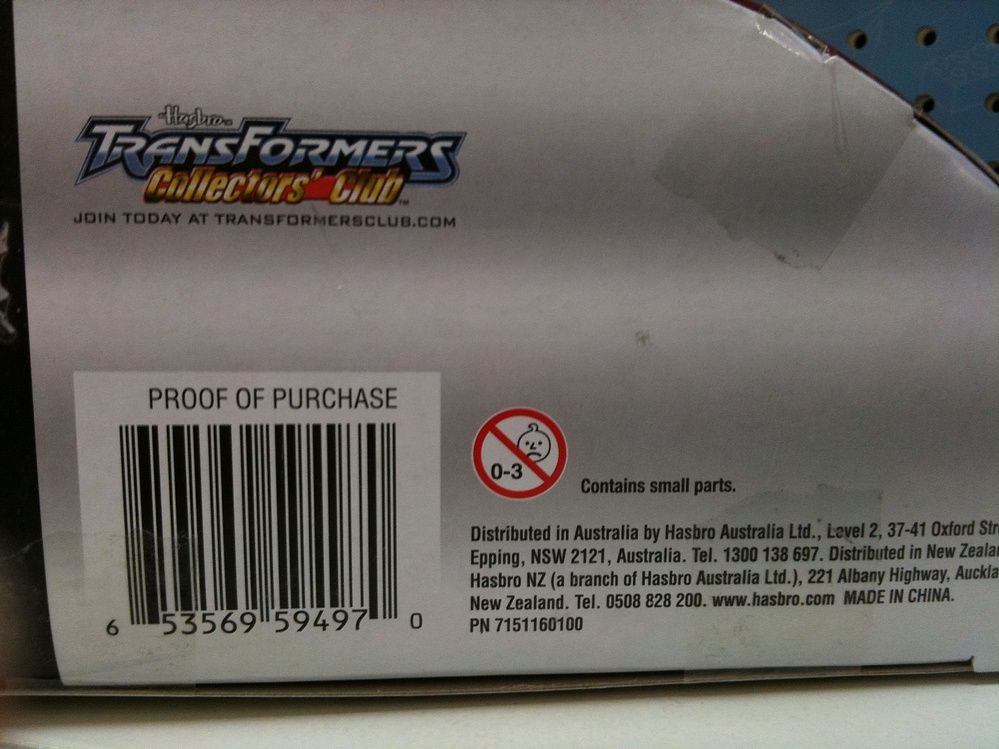 Hasbro
TRANSFORMERS
Collectors' Club™
JOIN TODAY AT TRANSFORMERSCLUB.COM
PROOF OF PURCHASE
6 53569 59497 0
0-3
Contains small parts.
Distributed in Australia by Hasbro Australia Ltd., Level 2, 37-41 Oxford
Epping, NSW 2121, Australia. Tel. 1300 138 697. Distributed in New
Hasbro NZ (a branch of Hasbro Australia Ltd.), 221 Albany Highway,
New Zealand. Tel. 0508 828 200. www.hasbro.com MADE IN CHINA.
PN 7151160100